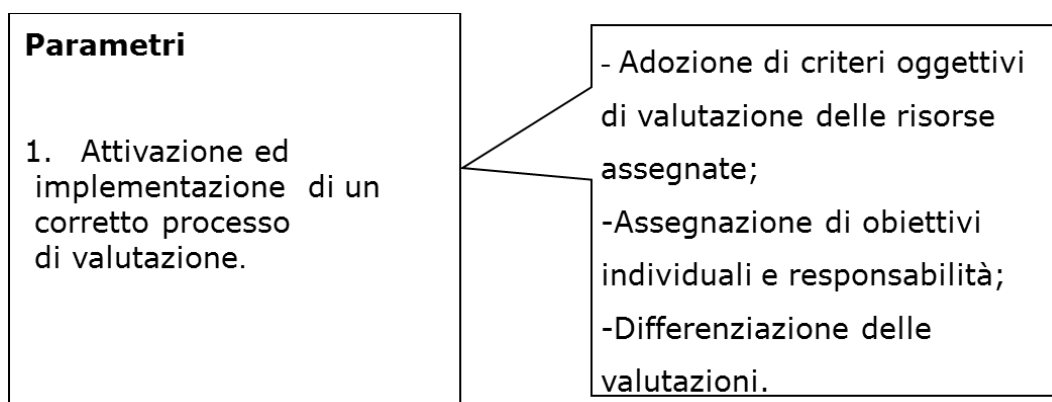 Parametri
1. Attivazione ed
implementazione di un
corretto processo
di valutazione.
- Adozione di criteri oggettivi
di valutazione delle risorse
assegnate;
-Assegnazione di obiettivi
individuali e responsabilità;
-Differenziazione delle
valutazioni.